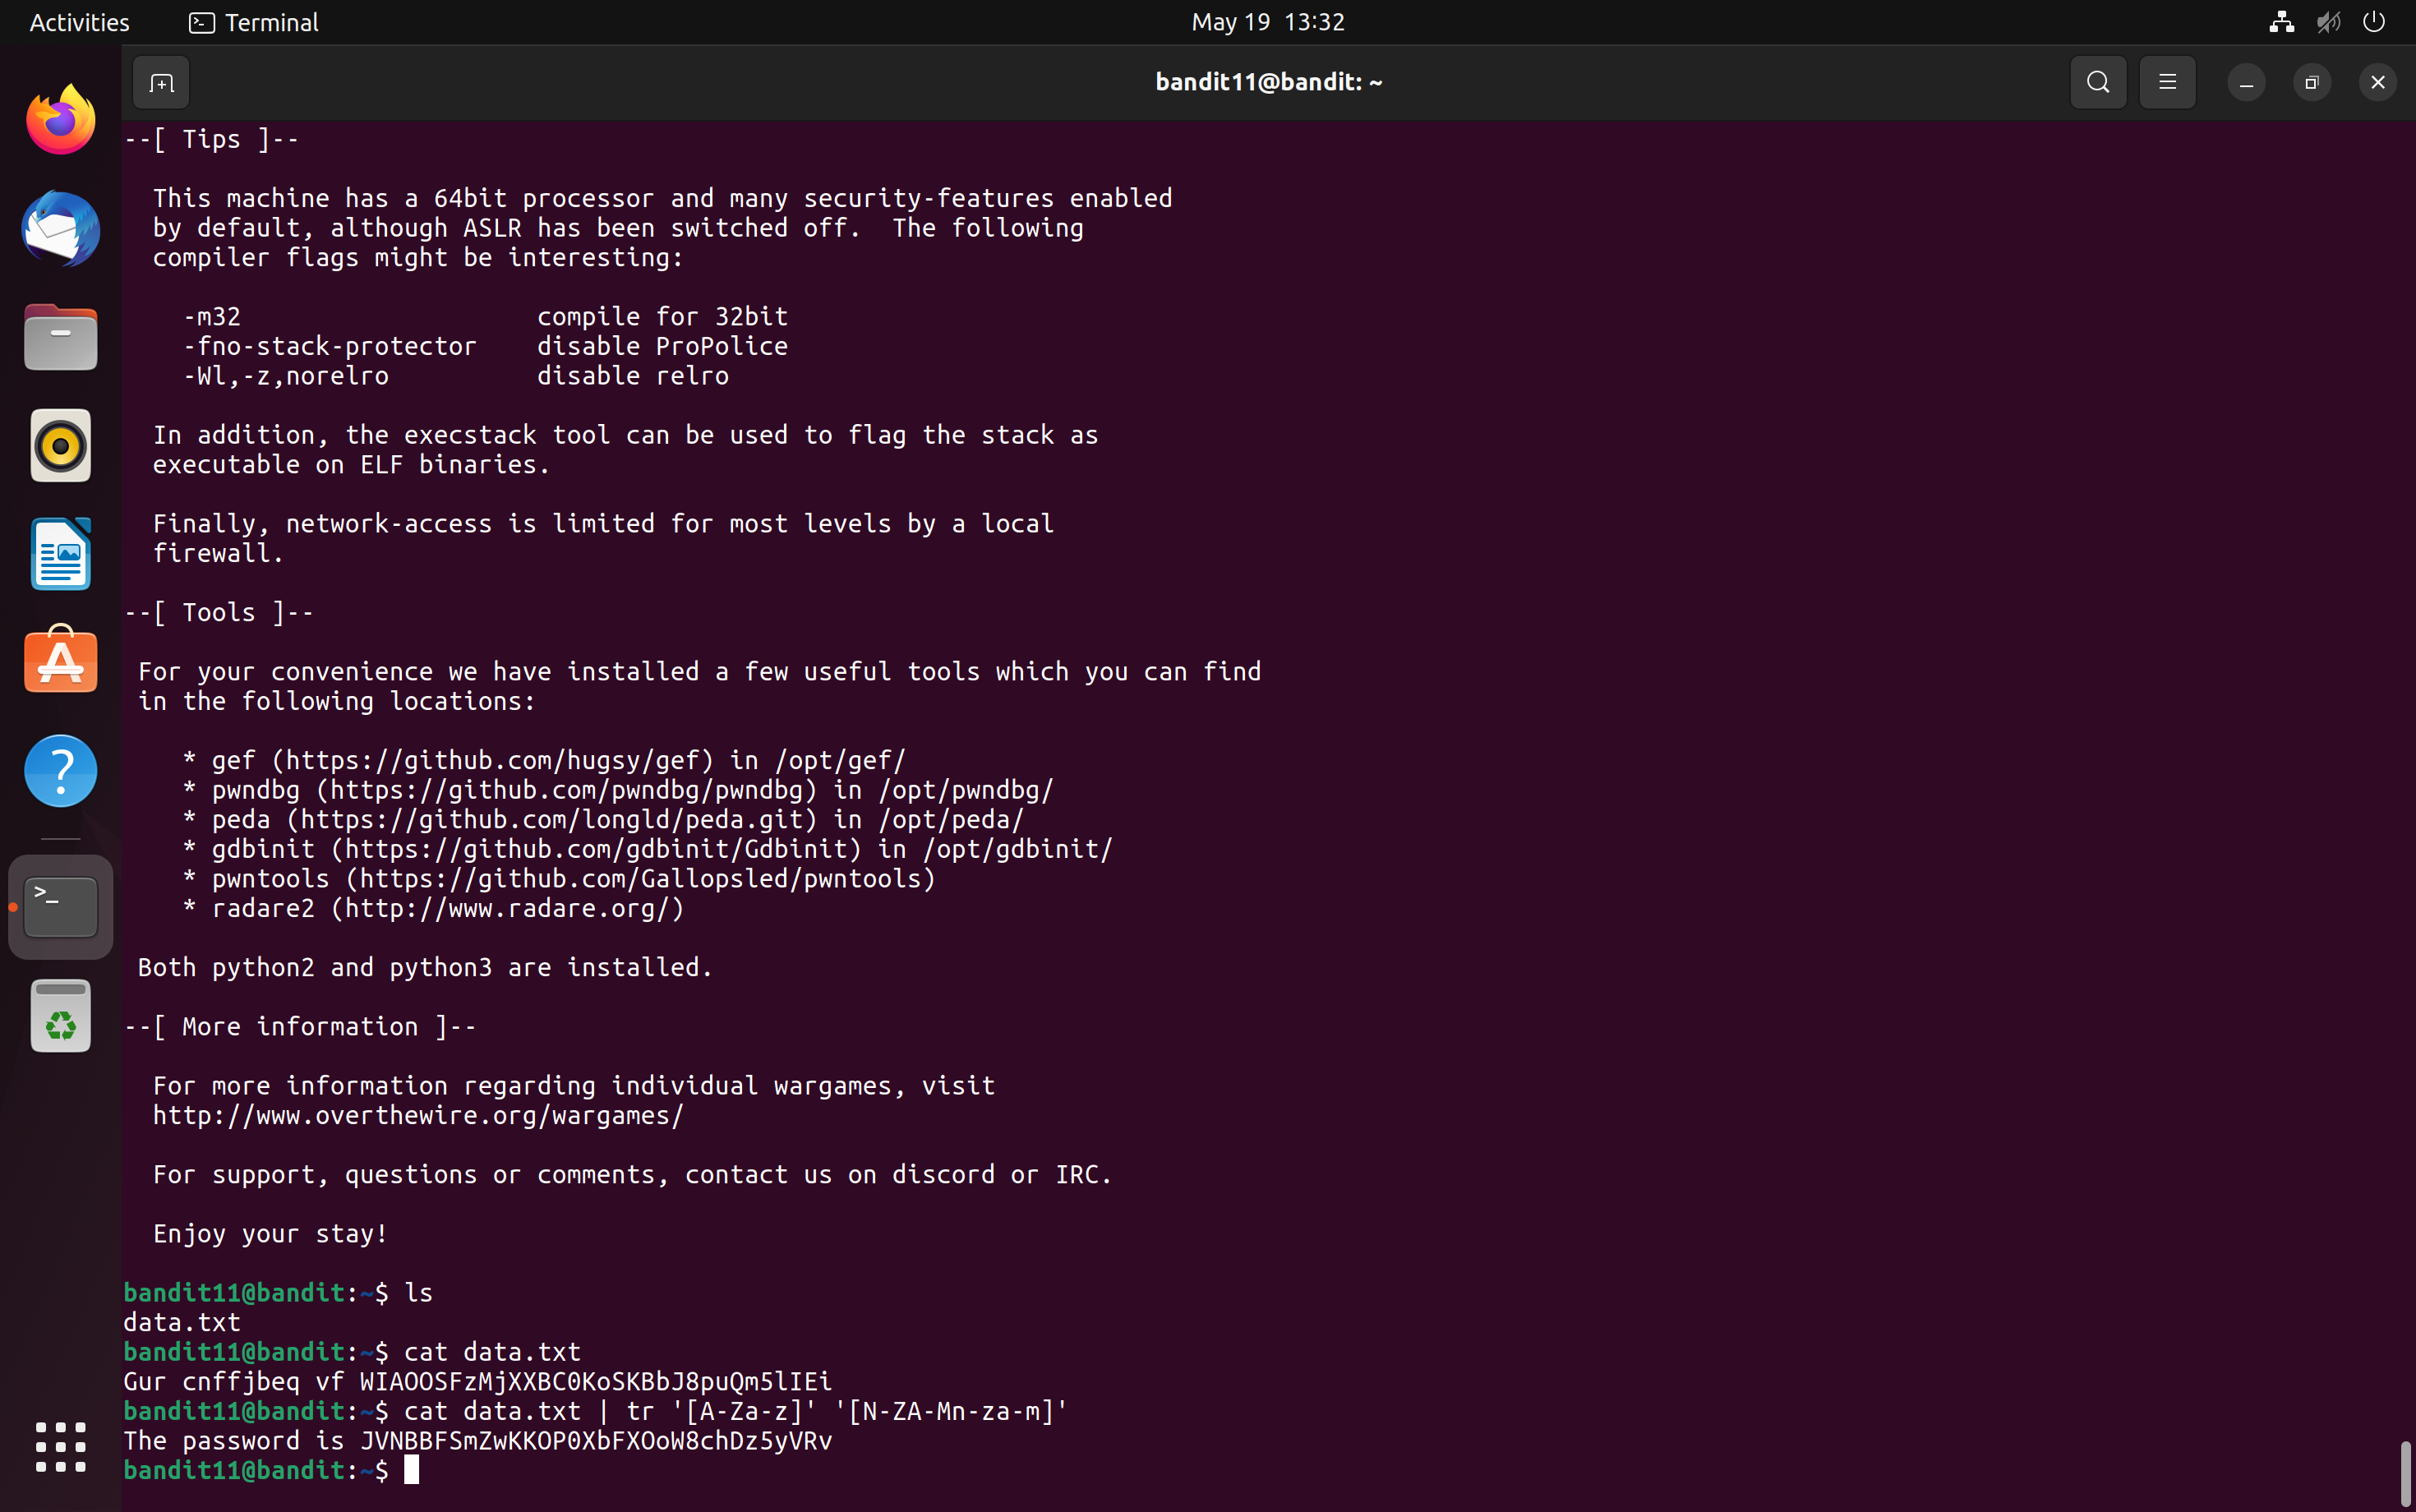 Activities Terminal May 19 13:32
bandit11@bandit: ~
--[ Tips ]--
This machine has a 64bit processor and many security-features enabled
by default, although ASLR has been switched off.  The following
compiler flags might be interesting:
-m32                    compile for 32bit
-fno-stack-protector    disable ProPolice
-Wl,-z,norelro          disable relro
In addition, the execstack tool can be used to flag the stack as
executable on ELF binaries.
Finally, network-access is limited for most levels by a local
firewall.
--[ Tools ]--
For your convenience we have installed a few useful tools which you can find
in the following locations:
* gef (https://github.com/hugsy/gef) in /opt/gef/
* pwndbg (https://github.com/pwndbg/pwndbg) in /opt/pwndbg/
* peda (https://github.com/longld/peda.git) in /opt/peda/
* gdbinit (https://github.com/gdbinit/Gdbinit) in /opt/gdbinit/
* pwntools (https://github.com/Gallopsled/pwntools)
* radare2 (http://www.radare.org/)
Both python2 and python3 are installed.
--[ More information ]--
For more information regarding individual wargames, visit
http://www.overthewire.org/wargames/
For support, questions or comments, contact us on discord or IRC.
Enjoy your stay!
bandit11@bandit:~$ ls
data.txt
bandit11@bandit:~$ cat data.txt
Gur cnffjbeq vf WIAOOSFzMjXXBC0KoSKBbJ8puQm5lIEi
bandit11@bandit:~$ cat data.txt | tr '[A-Za-z]' '[N-ZA-Mn-za-m]'
The password is JVNBBFSmZwKKOP0XbFXOoW8chDz5yVRv
bandit11@bandit:~$